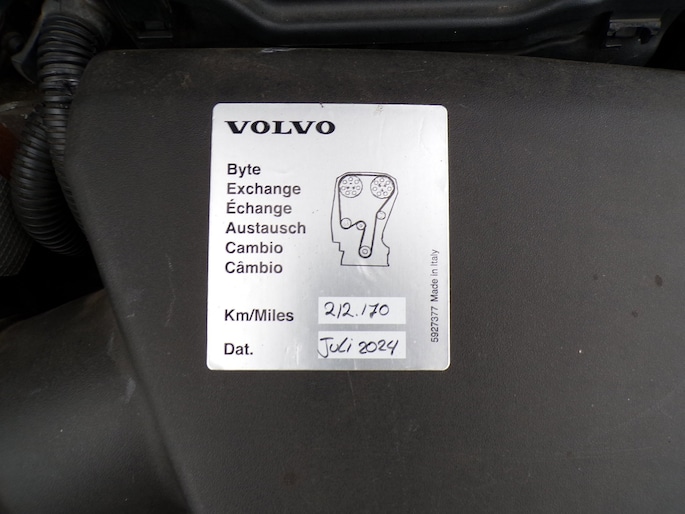 VOLVO
Byte
Exchange
Échange
Austausch
Cambio
Câmbio
Km/Miles 212.170
Dat. Juli 2024
5927377 Made in Italy